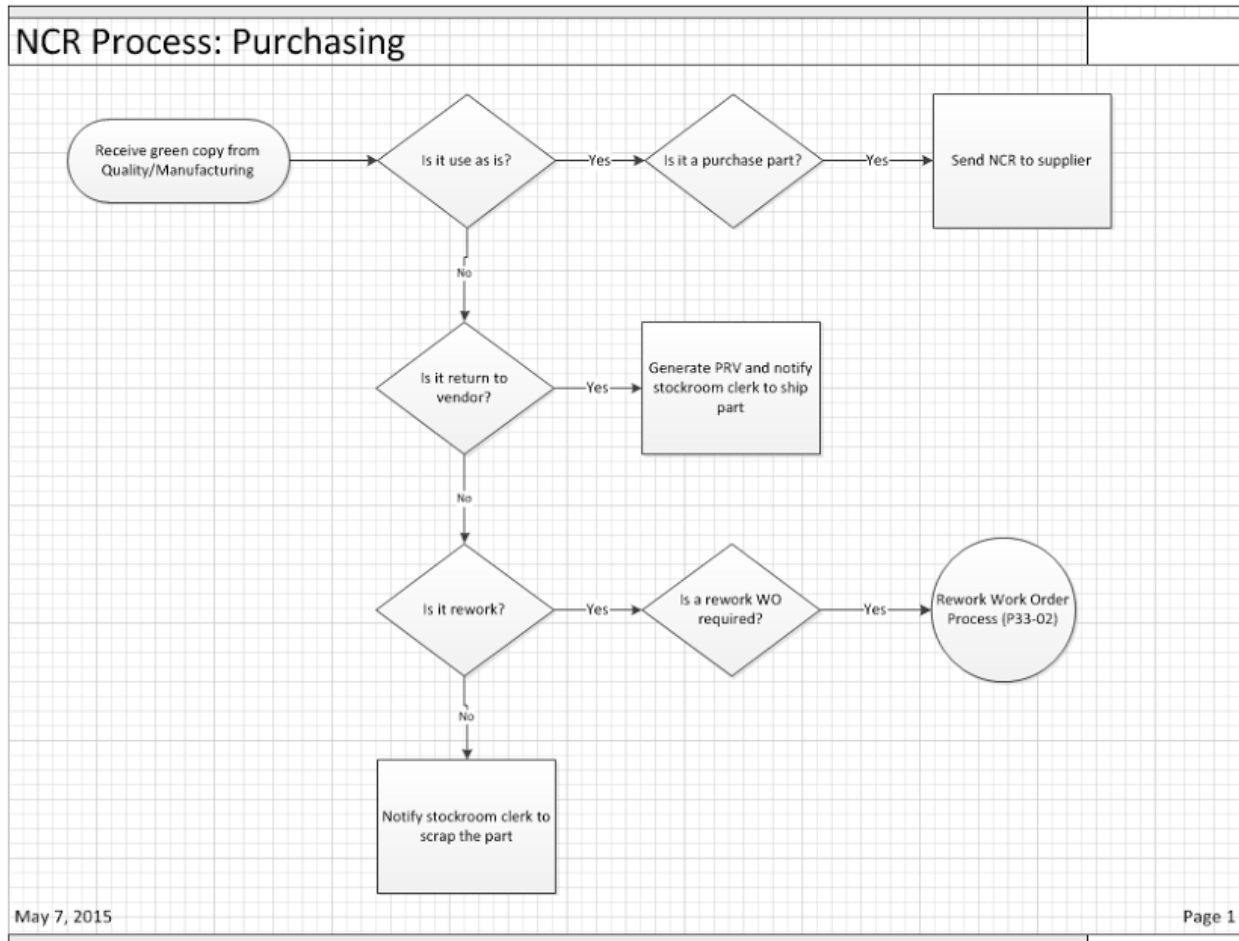 NCR Process: Purchasing
Receive green copy from
Quality/Manufacturing
Is it use as is?
Yes
Is it a purchase part?
Yes
Send NCR to supplier
No
Is it return to
vendor?
Yes
Generate PRV and notify
stockroom clerk to ship
part
No
Is it rework?
Yes
Is a rework WO
required?
Yes
Rework Work Order
Process (P33-02)
No
Notify stockroom clerk to
scrap the part
May 7, 2015
Page 1